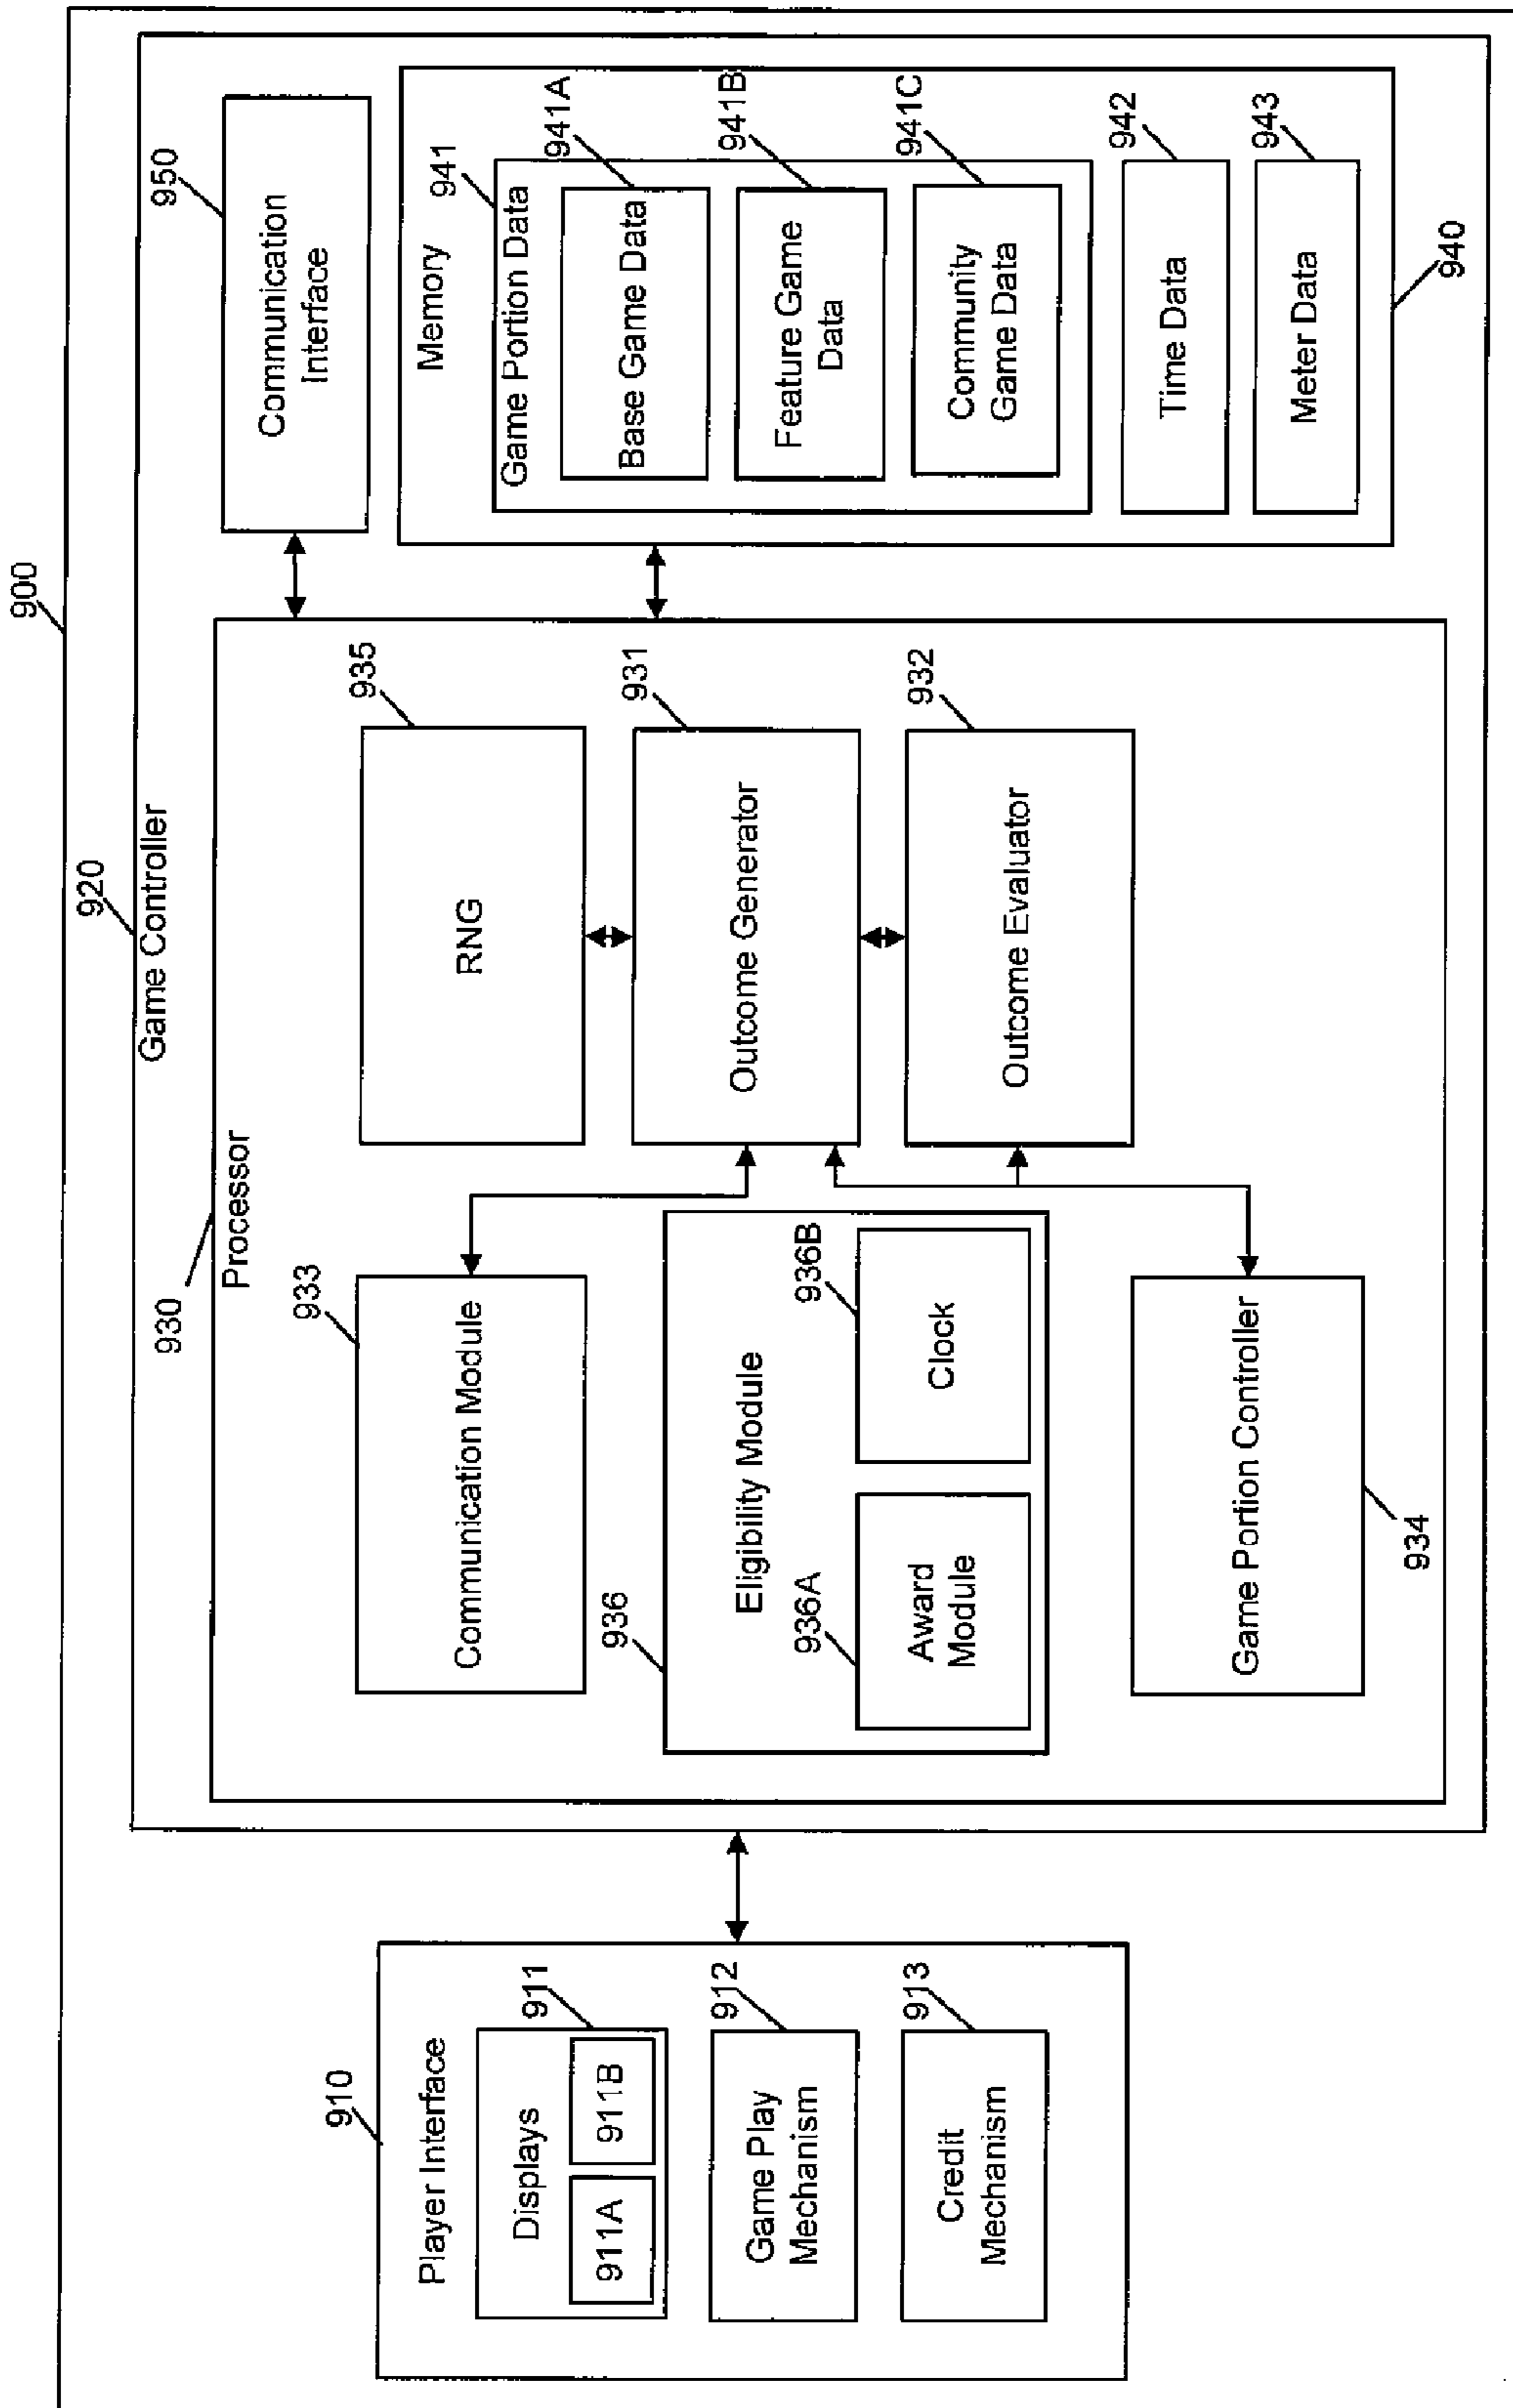 900
920
Game Controller
910
Player Interface
Displays
911
911A
911B
912
Game Play
Mechanism
913
Credit
Mechanism
930
Processor
933
Communication Module
936
Eligibility Module
936A
Award
Module
936B
Clock
Game Portion Controller
934
935
RNG
931
Outcome Generator
932
Outcome Evaluator
950
Communication
Interface
Memory
941
Game Portion Data
941A
Base Game Data
941B
Feature Game
Data
941C
Community
Game Data
942
Time Data
943
Meter Data
940